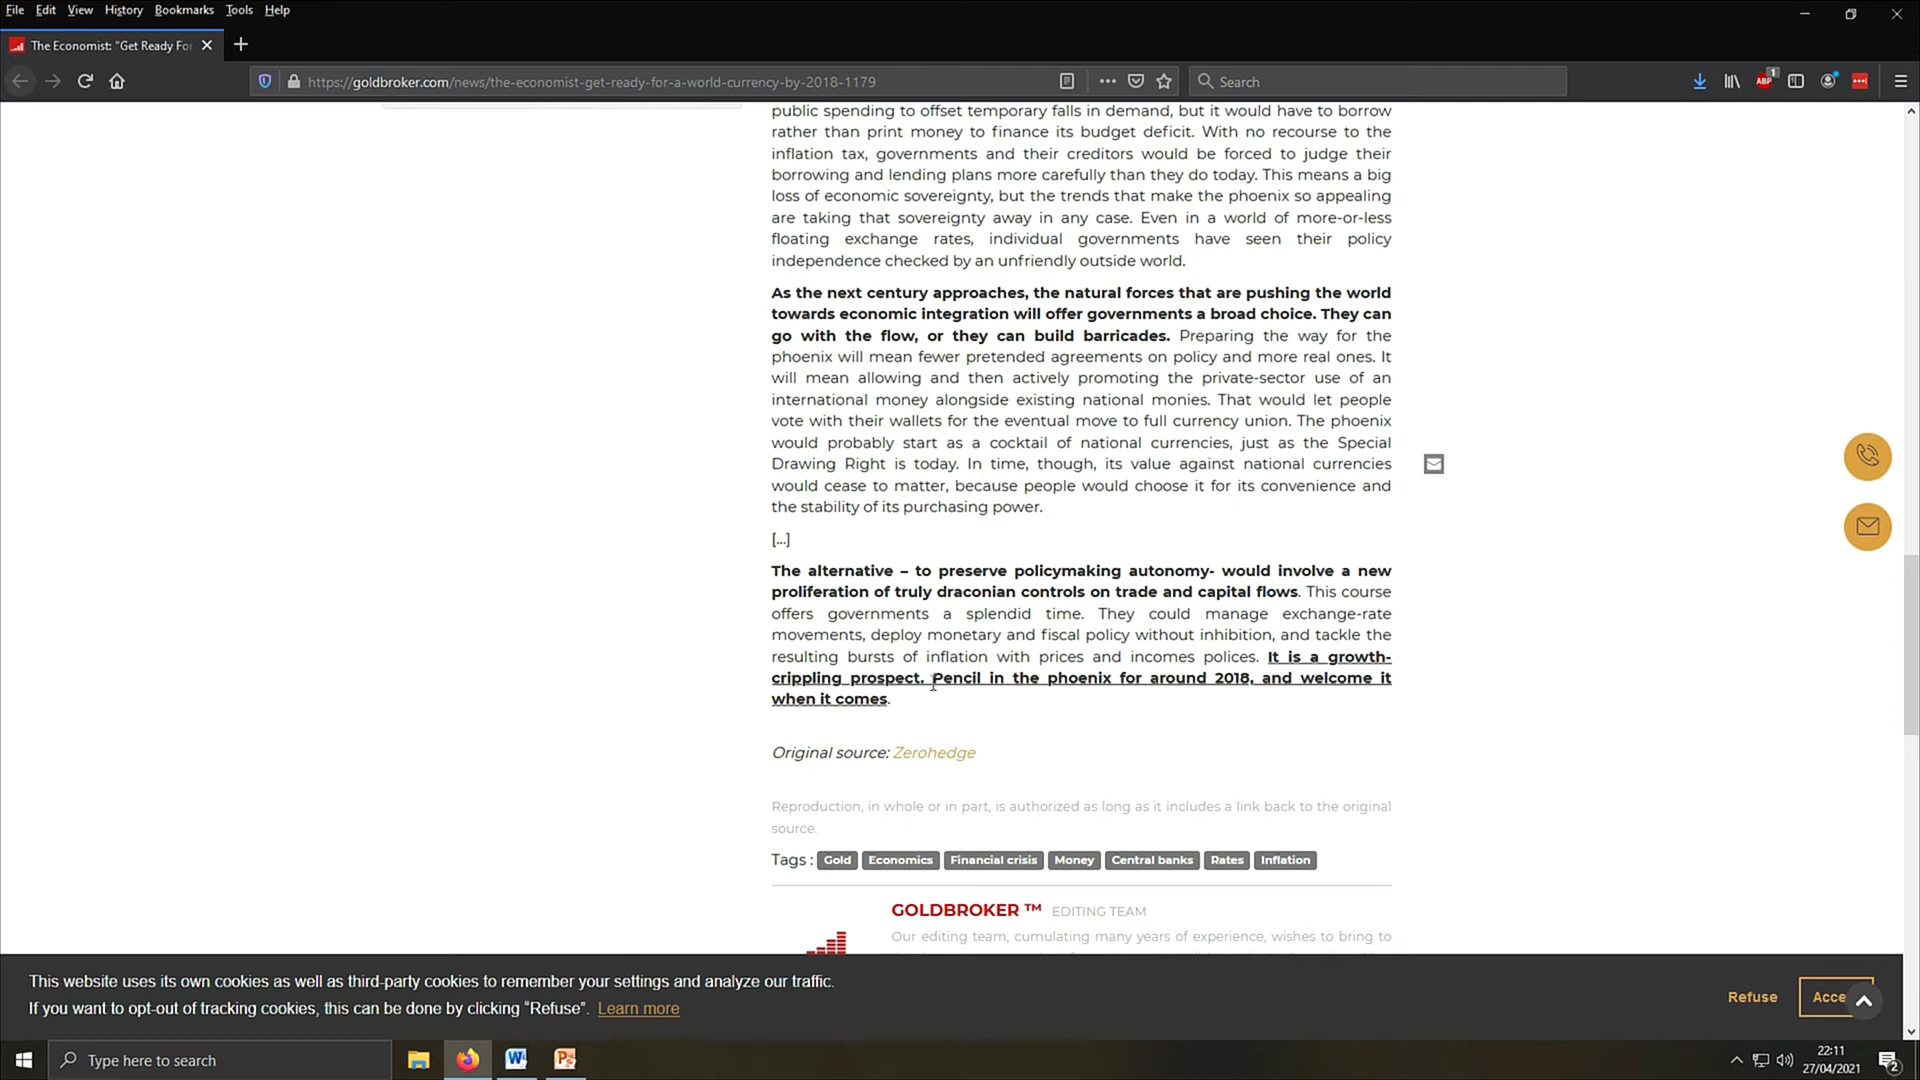 File Edit View History Bookmarks Tools Help
The Economist: "Get Ready For
https://goldbroker.com/news/the-economist-get-ready-for-a-world-currency-by-2018-1179
Search
1
public spending to offset temporary falls in demand, but it would have to borrow
rather than print money to finance its budget deficit. With no recourse to the
inflation tax, governments and their creditors would be forced to judge their
borrowing and lending plans more carefully than they do today. This means a big
loss of economic sovereignty, but the trends that make the phoenix so appealing
are taking that sovereignty away in any case. Even in a world of more-or-less
floating exchange rates, individual governments have seen their policy
independence checked by an unfriendly outside world.
As the next century approaches, the natural forces that are pushing the world
towards economic integration will offer governments a broad choice. They can
go with the flow, or they can build barricades. Preparing the way for the
phoenix will mean fewer pretended agreements on policy and more real ones. It
will mean allowing and then actively promoting the private-sector use of an
international money alongside existing national monies. That would let people
vote with their wallets for the eventual move to full currency union. The phoenix
would probably start as a cocktail of national currencies, just as the Special
Drawing Right is today. In time, though, its value against national currencies
would cease to matter, because people would choose it for its convenience and
the stability of its purchasing power.
[...]
The alternative – to preserve policymaking autonomy- would involve a new
proliferation of truly draconian controls on trade and capital flows. This course
offers governments a splendid time. They could manage exchange-rate
movements, deploy monetary and fiscal policy without inhibition, and tackle the
resulting bursts of inflation with prices and incomes polices. It is a growth-
crippling prospect. Pencil in the phoenix for around 2018, and welcome it
when it comes.
Original source: Zerohedge
Reproduction, in whole or in part, is authorized as long as it includes a link back to the original
source.
Tags : Gold Economics Financial crisis Money Central banks Rates Inflation
GOLDBROKER ™ EDITING TEAM
Our editing team, cumulating many years of experience, wishes to bring to
This website uses its own cookies as well as third-party cookies to remember your settings and analyze our traffic.
If you want to opt-out of tracking cookies, this can be done by clicking “Refuse”. Learn more
Refuse
Type here to search
22:11
27/04/2021
2